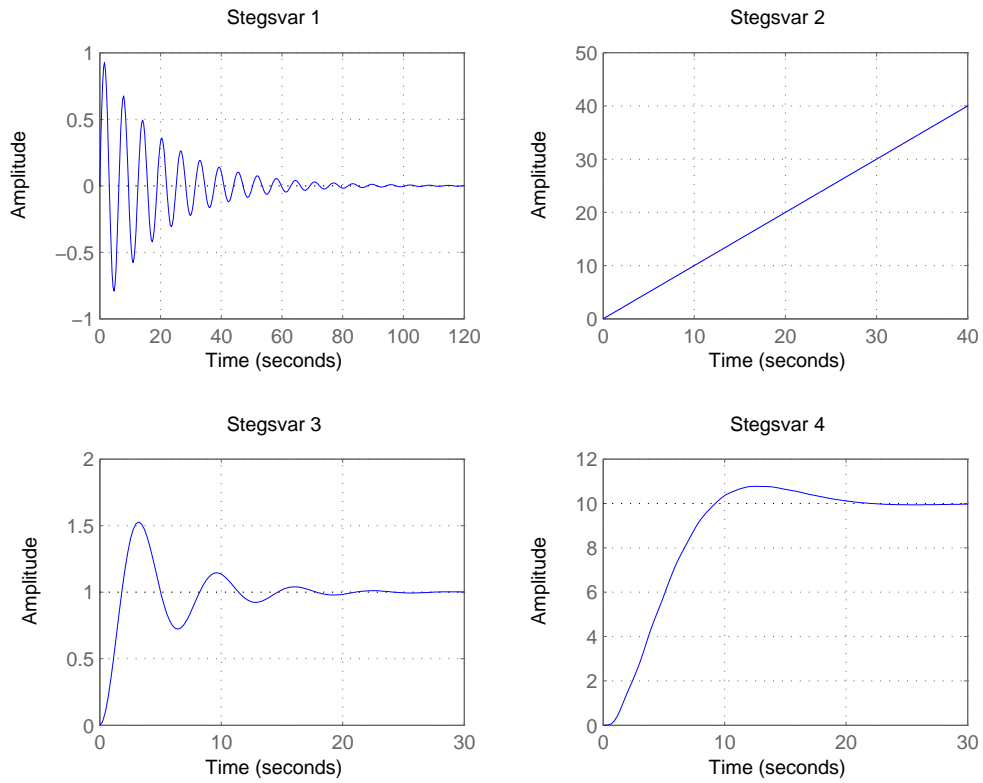 Stegsvar 1
1
0.5
0
−0.5
−1
Amplitude
0 20 40 60 80 100 120
Time (seconds)
Stegsvar 2
50
40
30
20
10
0
Amplitude
0 10 20 30 40
Time (seconds)
Stegsvar 3
2
1.5
1
0.5
0
Amplitude
0 10 20 30
Time (seconds)
Stegsvar 4
12
10
8
6
4
2
0
Amplitude
0 10 20 30
Time (seconds)